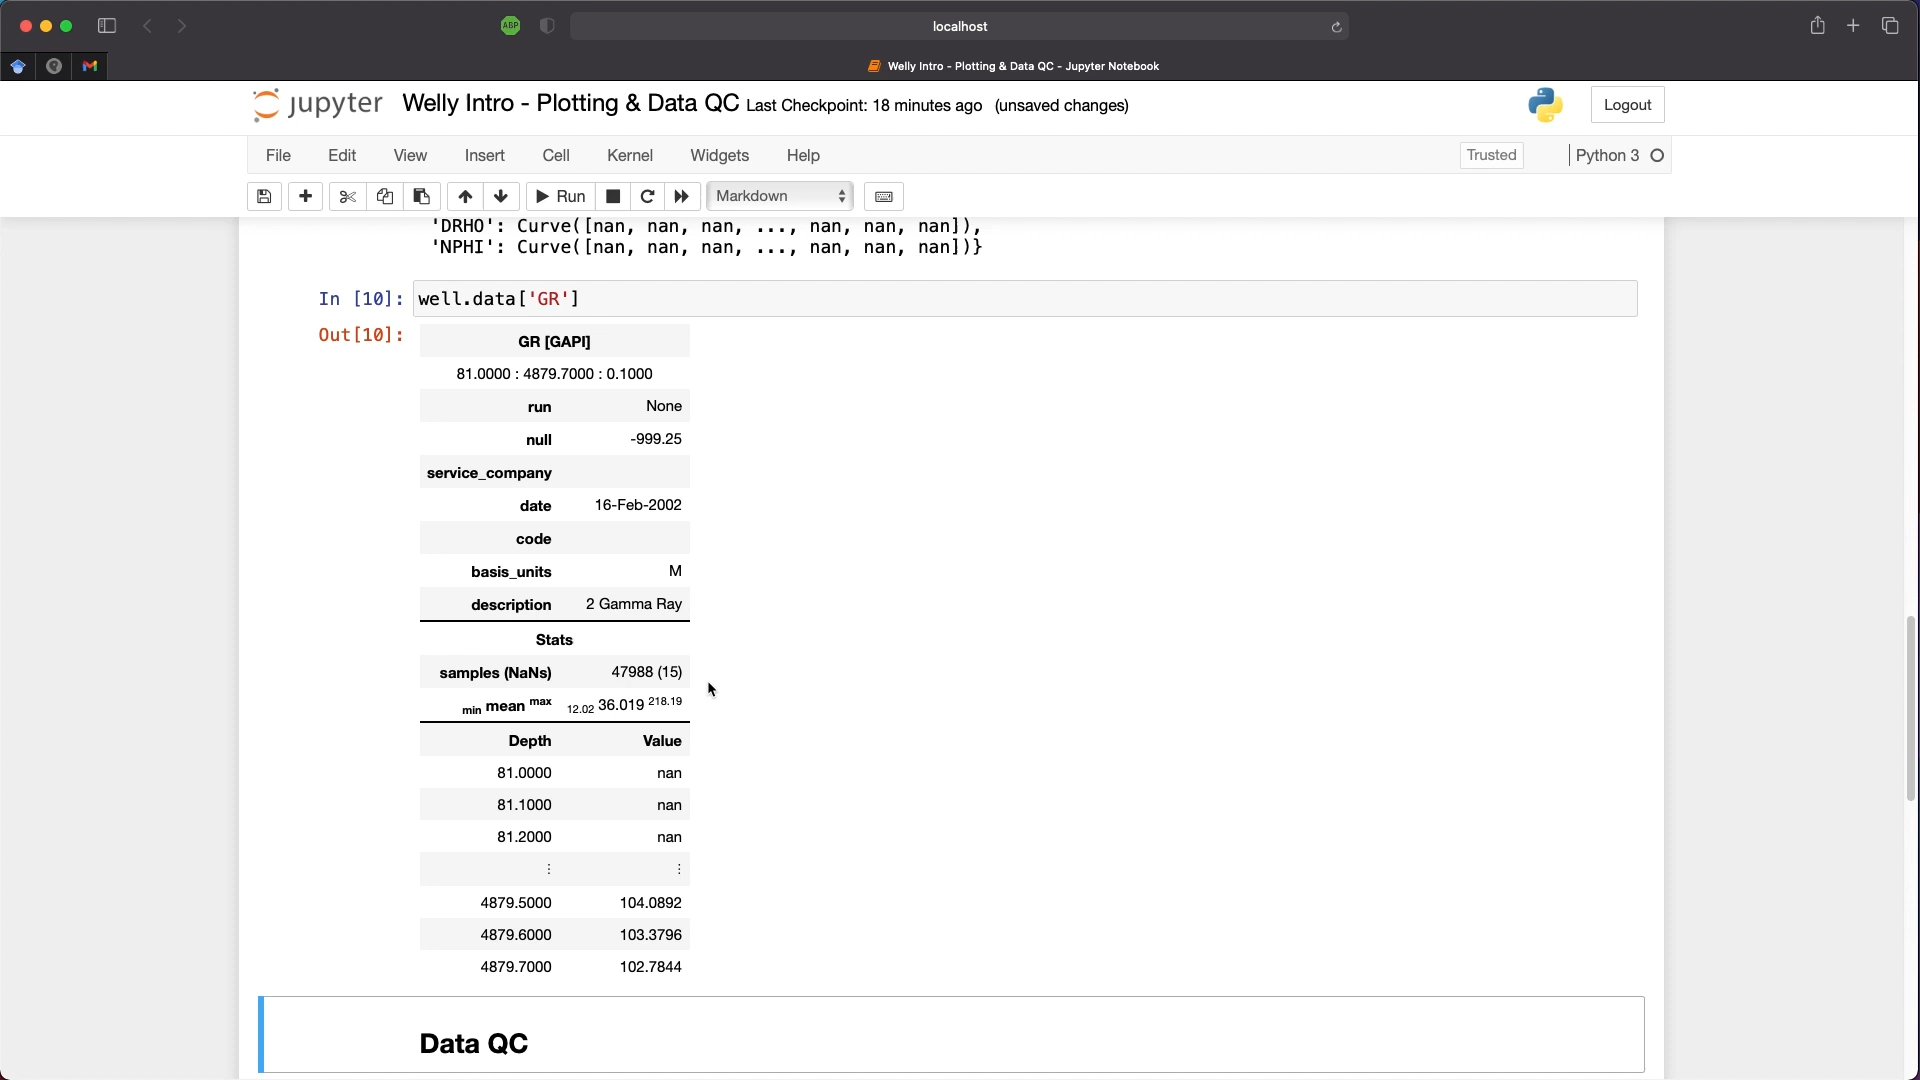 ABP
localhost
Welly Intro - Plotting & Data QC - Jupyter Notebook
jupyter Welly Intro - Plotting & Data QC Last Checkpoint: 18 minutes ago (unsaved changes)
Logout
File Edit View Insert Cell Kernel Widgets Help Trusted Python 3
Run Markdown
'DRHO': Curve([nan, nan, nan, ..., nan, nan, nan]),
'NPHI': Curve([nan, nan, nan, ..., nan, nan, nan])}
In [10]: well.data['GR']
Out[10]:
GR [GAPI]
81.0000 : 4879.7000 : 0.1000
run None
null -999.25
service_company
date 16-Feb-2002
code
basis_units M
description 2 Gamma Ray
Stats
samples (NaNs) 47988 (15)
min mean max 12.02 36.019 218.19
Depth Value
81.0000 nan
81.1000 nan
81.2000 nan
⋮ ⋮
4879.5000 104.0892
4879.6000 103.3796
4879.7000 102.7844
Data QC